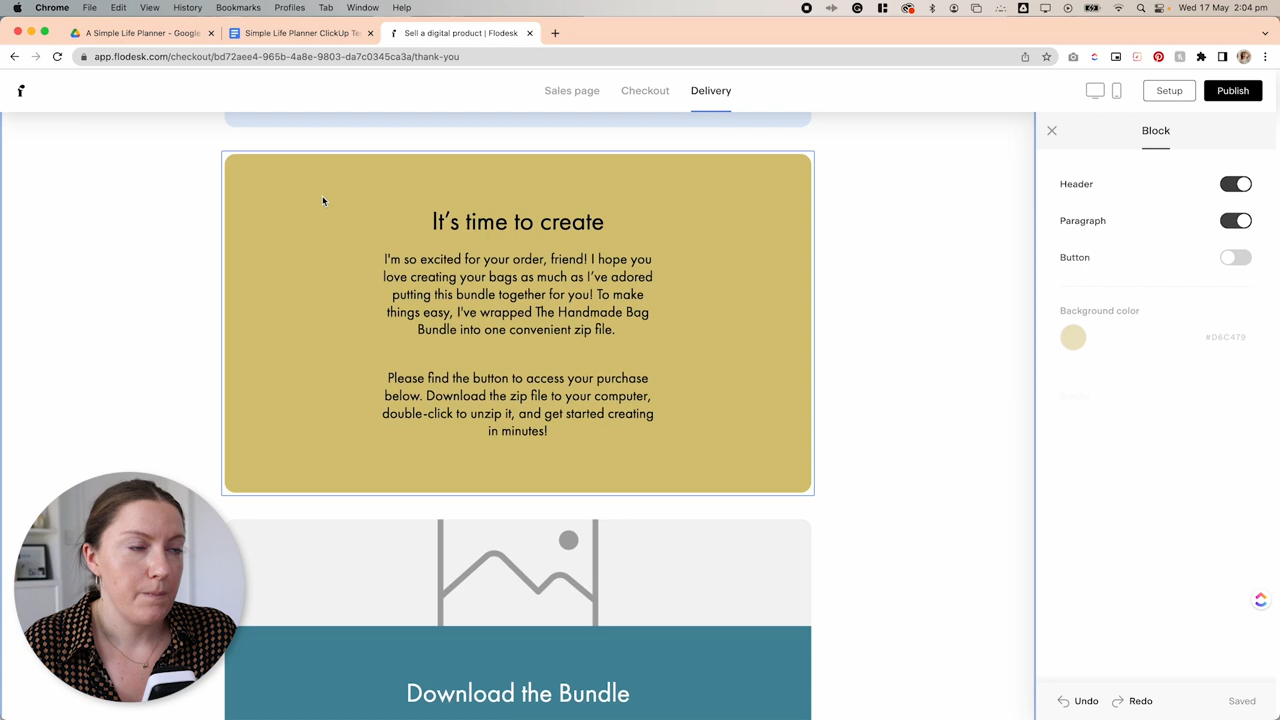 Chrome File Edit View History Bookmarks Profiles Tab Window Help Wed 17 May 2:04 pm
A Simple Life Planner - Google
Simple Life Planner ClickUp Te
Sell a digital product | Flodesk
app.flodesk.com/checkout/bd72aee4-965b-4a8e-9803-da7c0345ca3a/thank-you
Sales page Checkout Delivery Setup Publish
Block
Header
Paragraph
Button
Background color
#D6C479
It’s time to create
I'm so excited for your order, friend! I hope you
love creating your bags as much as I’ve adored
putting this bundle together for you! To make
things easy, I've wrapped The Handmade Bag
Bundle into one convenient zip file.
Please find the button to access your purchase
below. Download the zip file to your computer,
double-click to unzip it, and get started creating
in minutes!
Download the Bundle
Undo Redo Saved